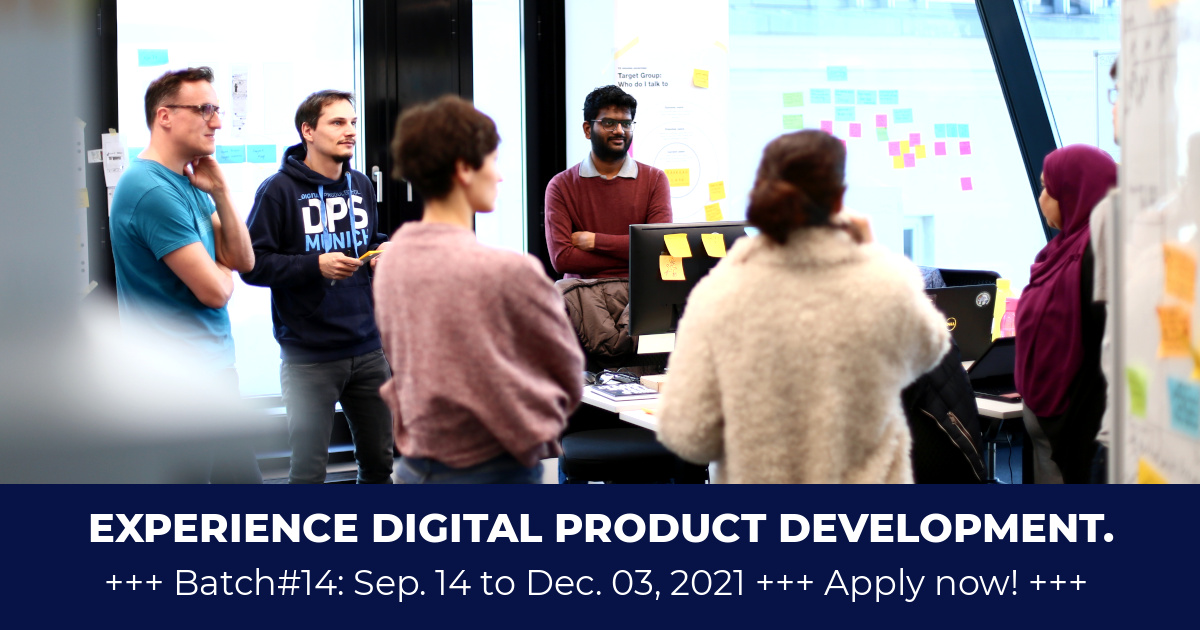 Target Group:
Who do I talk to
DPS
MUNICH
DELL
EXPERIENCE DIGITAL PRODUCT DEVELOPMENT.
+++ Batch#14: Sep. 14 to Dec. 03, 2021 +++ Apply now! +++